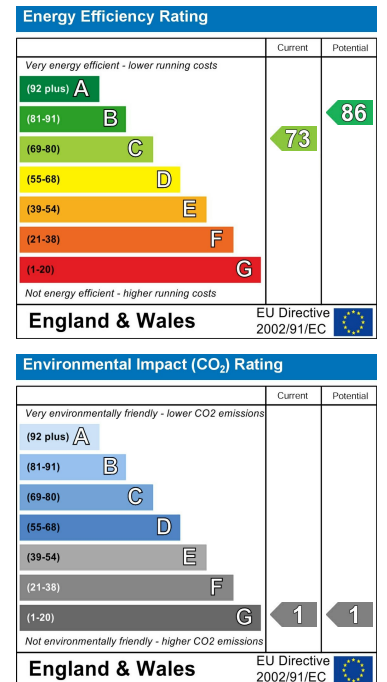 Energy Efficiency Rating
Current Potential
Very energy efficient - lower running costs
(92 plus) A
(81-91) B
86
(69-80) C
73
(55-68) D
(39-54) E
(21-38) F
(1-20) G
Not energy efficient - higher running costs
England & Wales
EU Directive
2002/91/EC
Environmental Impact (CO₂) Rating
Current Potential
Very environmentally friendly - lower CO2 emissions
(92 plus) A
(81-91) B
(69-80) C
(55-68) D
(39-54) E
(21-38) F
(1-20) G 1 1
Not environmentally friendly - higher CO2 emissions
England & Wales
EU Directive
2002/91/EC